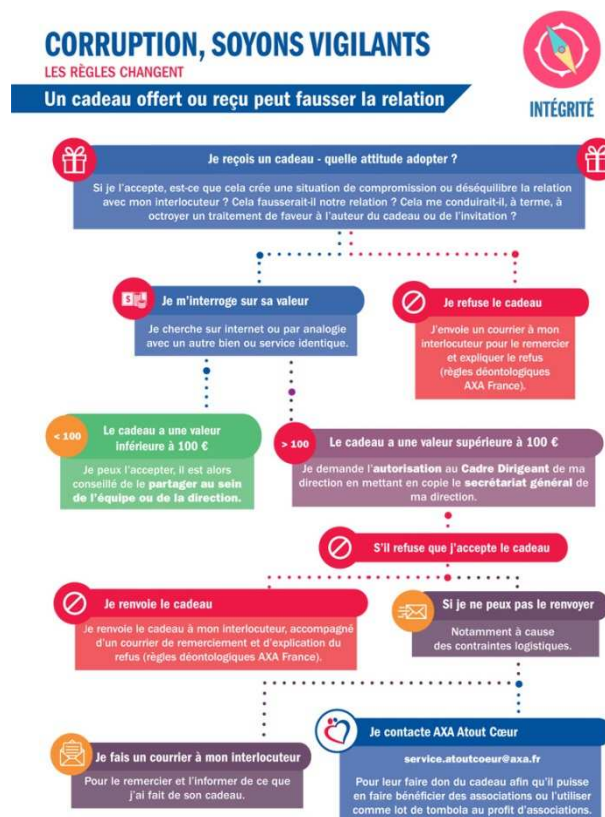 CORRUPTION, SOYONS VIGILANTS
LES RÈGLES CHANGENT
Un cadeau offert ou reçu peut fausser la relation
INTÉGRITÉ
Je reçois un cadeau - quelle attitude adopter ?
Si je l'accepte, est-ce que cela crée une situation de compromission ou déséquilibre la relation
avec mon interlocuteur ? Cela fausserait-il notre relation ? Cela me conduirait-il, à terme, à
octroyer un traitement de faveur à l'auteur du cadeau ou de l'invitation ?
Je m'interroge sur sa valeur
Je cherche sur internet ou par analogie
avec un autre bien ou service identique.
Je refuse le cadeau
J'envoie un courrier à mon
interlocuteur pour le remercier
et expliquer le refus
(règles déontologiques
AXA France).
< 100
Le cadeau a une valeur
inférieure à 100 €
Je peux l'accepter, il est alors
conseillé de le partager au sein
de l'équipe ou de la direction.
> 100
Le cadeau a une valeur supérieure à 100 €
Je demande l'autorisation au Cadre Dirigeant de ma
direction en mettant en copie le secrétariat général de
ma direction.
S'il refuse que j'accepte le cadeau
Je renvoie le cadeau
Je renvoie le cadeau à mon interlocuteur, accompagné
d'un courrier de remerciement et d'explication du
refus (règles déontologiques AXA France).
Si je ne peux pas le renvoyer
Notamment à cause
des contraintes logistiques.
Je fais un courrier à mon interlocuteur
Pour le remercier et l'informer de ce que
j'ai fait de son cadeau.
Je contacte AXA Atout Cœur
service.atoutcoeur@axa.fr
Pour leur faire don du cadeau afin qu'il puisse
en faire bénéficier des associations ou l'utiliser
comme lot de tombola au profit d'associations.